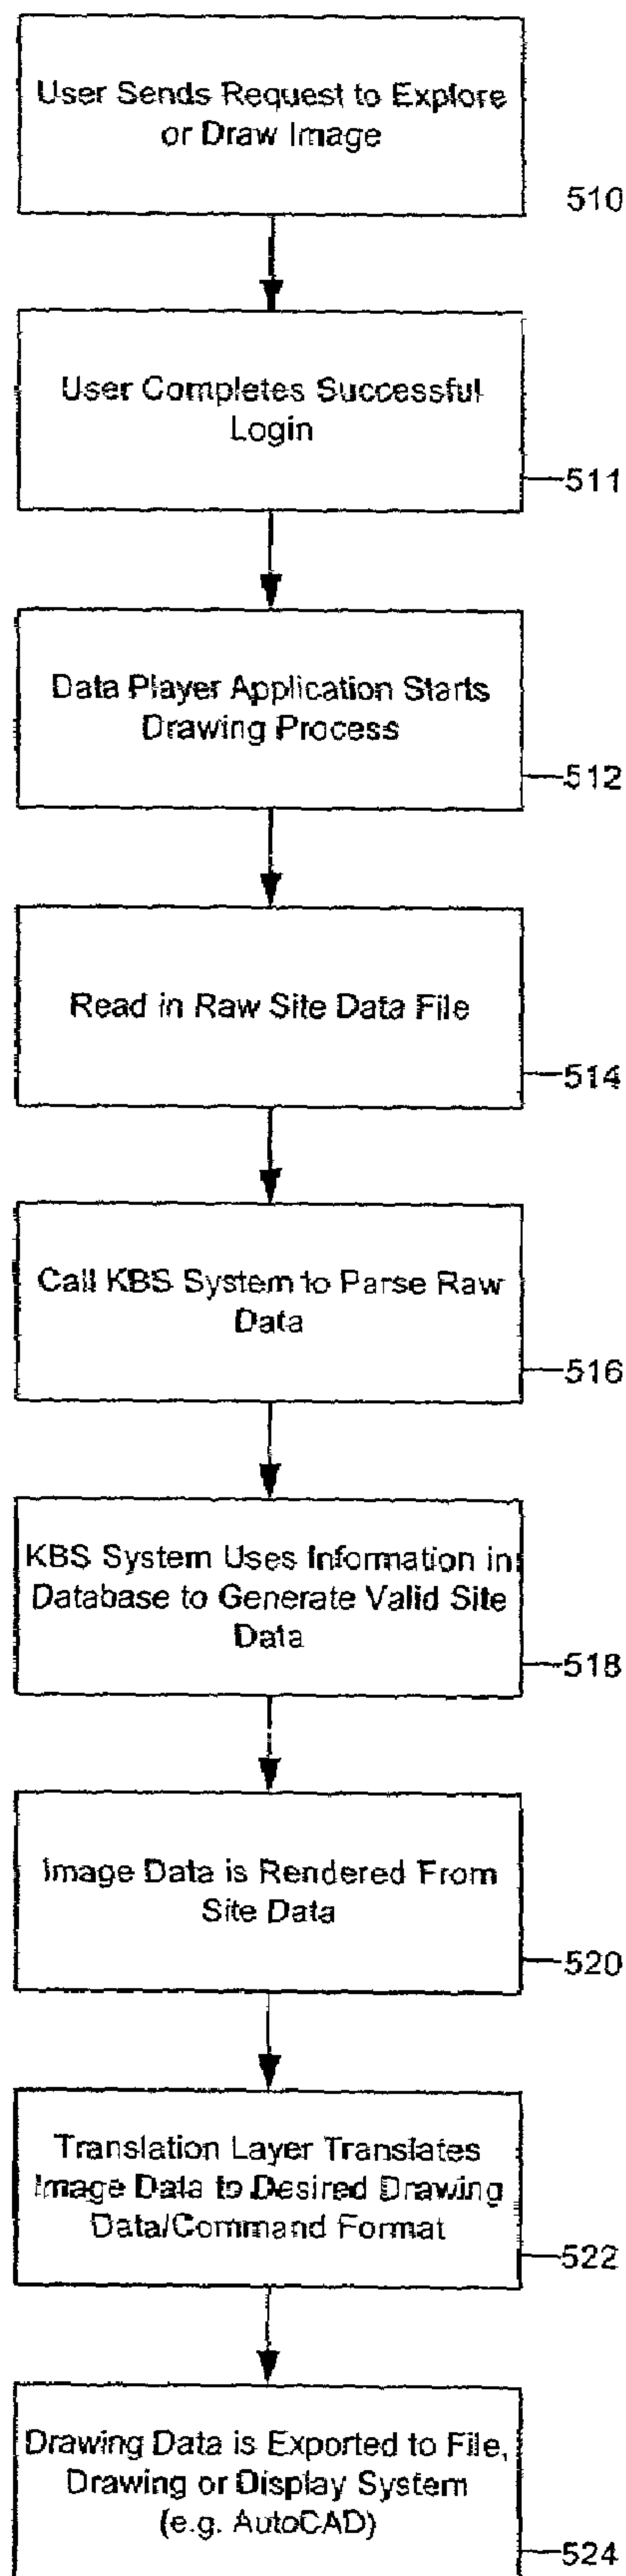 User Sends Request to Explore
or Draw Image
510
User Completes Successful
Login
511
Data Player Application Starts
Drawing Process
512
Read in Raw Site Data File
514
Call KBS System to Parse Raw
Data
516
KBS System Uses Information in
Database to Generate Valid Site
Data
518
Image Data is Rendered From
Site Data
520
Translation Layer Translates
Image Data to Desired Drawing
Data/Command Format
522
Drawing Data is Exported to File,
Drawing or Display System
(e.g. AutoCAD)
524